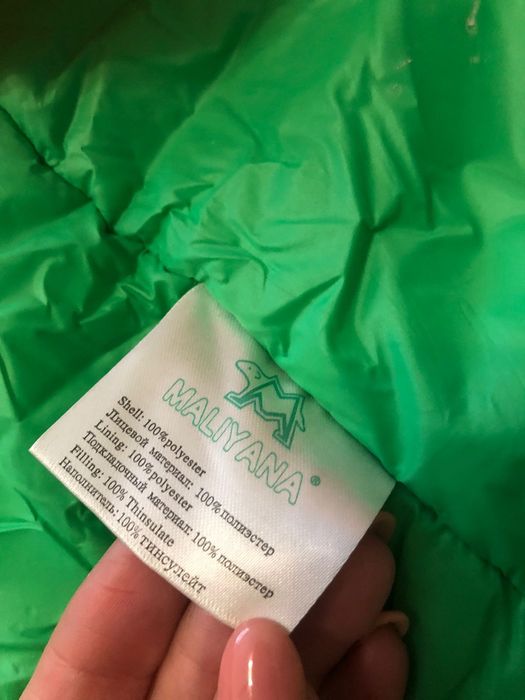 MALIYANA ®
Shell: 100%polyester
Лицевой материал: 100%полиэстер
Lining: 100%polyester
Подкладочный материал: 100%полиэстер
Filling: 100% Thinsulate
Наполнитель: 100% тинсулейт